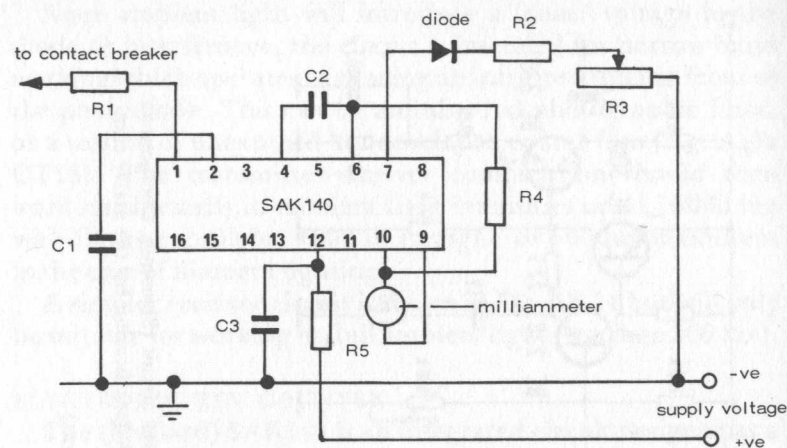 diode
R2
to contact breaker
C2
R1
R3
1 2 3 4 5 6 7 8
SAK140
R4
16 15 14 13 12 11 10 9
C1
C3
milliammeter
R5
-ve
supply voltage
+ve